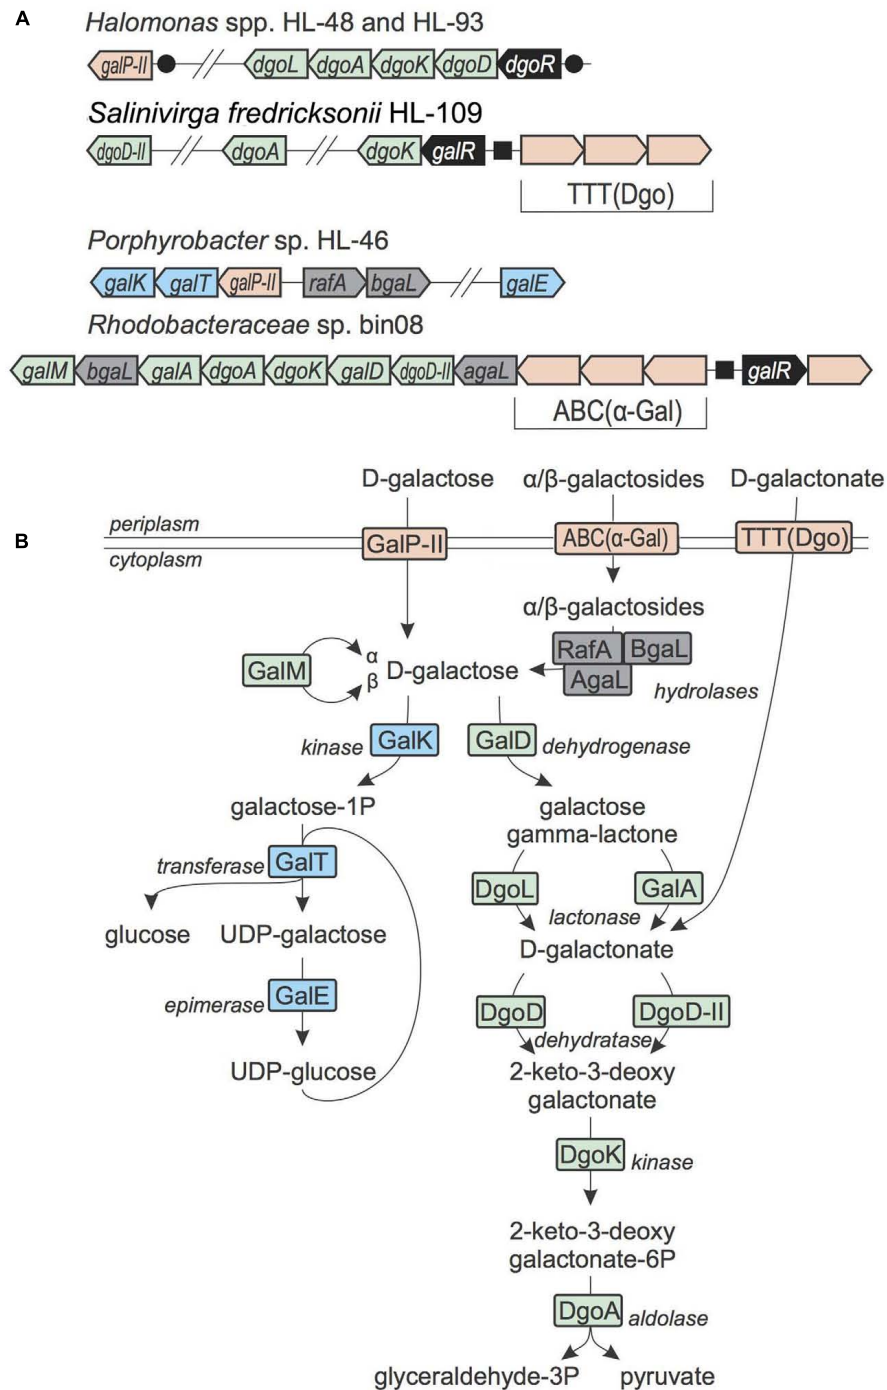 A
Halomonas spp. HL-48 and HL-93
galP-II dgoL dgoA dgoK dgoD dgoR
Salinivirga fredricksonii HL-109
dgoD-II dgoA dgoK galR
TTT(Dgo)
Porphyrobacter sp. HL-46
galK galT galP-II rafA bgaL galE
Rhodobacteraceae sp. bin08
galM bgaL galA dgoA dgoK galD dgoD-II agaL galR
ABC(α-Gal)
B
D-galactose α/β-galactosides D-galactonate
periplasm
GalP-II ABC(α-Gal) TTT(Dgo)
cytoplasm
α/β-galactosides
RafA BgaL
GalM α β D-galactose AgaL
hydrolases
kinase GalK GalD dehydrogenase
galactose-1P galactose
gamma-lactone
transferase GalT
DgoL GalA
lactonase
glucose UDP-galactose D-galactonate
epimerase GalE
DgoD DgoD-II
dehydratase
UDP-glucose 2-keto-3-deoxy
galactonate
DgoK kinase
2-keto-3-deoxy
galactonate-6P
DgoA aldolase
glyceraldehyde-3P pyruvate